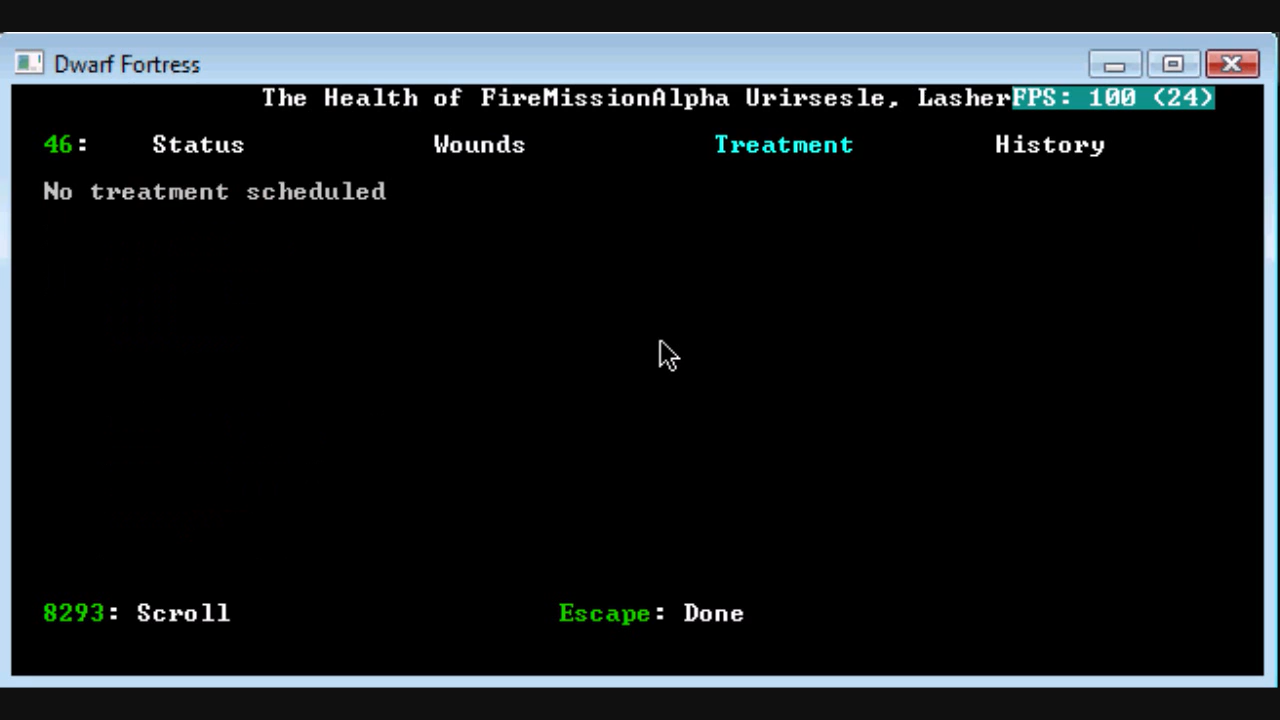 Dwarf Fortress
The Health of FireMissionAlpha Urirsesle, LasherFPS: 100 (24)
46: Status Wounds Treatment History
No treatment scheduled
8293: Scroll Escape: Done